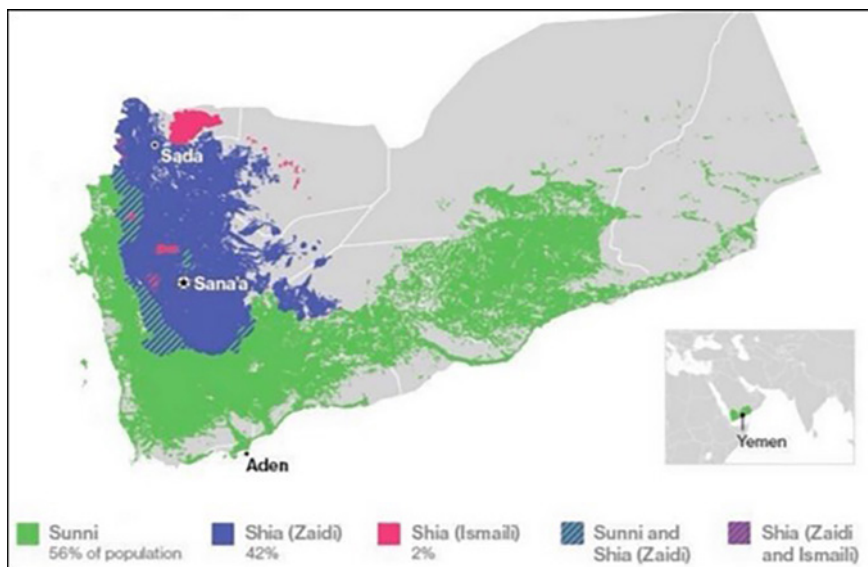 Sada
Sana'a
Aden
Yemen
Sunni
56% of population
Shia (Zaidi)
42%
Shia (Ismaili)
2%
Sunni and
Shia (Zaidi)
Shia (Zaidi
and Ismaili)